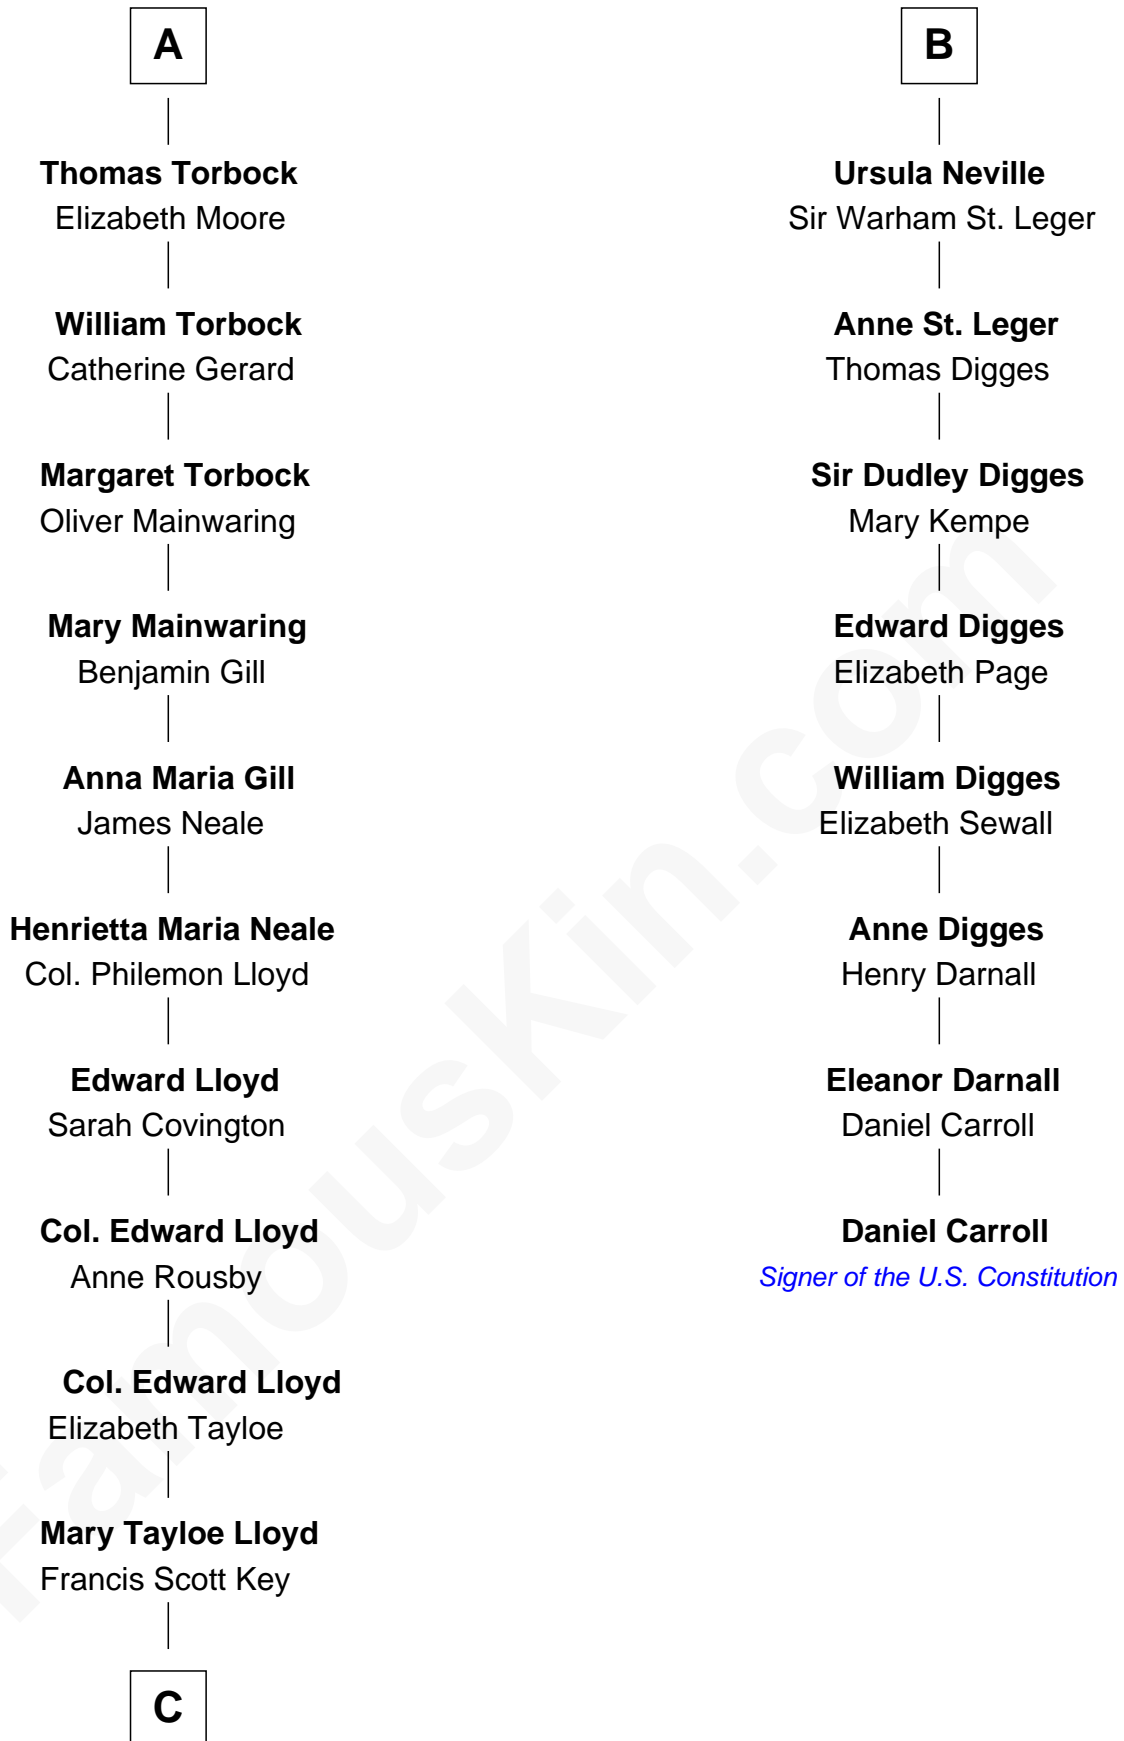 A
Thomas Torbock
Elizabeth Moore
William Torbock
Catherine Gerard
Margaret Torbock
Oliver Mainwaring
Mary Mainwaring
Benjamin Gill
Anna Maria Gill
James Neale
Henrietta Maria Neale
Col. Philemon Lloyd
Edward Lloyd
Sarah Covington
Col. Edward Lloyd
Anne Rousby
Col. Edward Lloyd
Elizabeth Tayloe
Mary Tayloe Lloyd
Francis Scott Key
C
B
Ursula Neville
Sir Warham St. Leger
Anne St. Leger
Thomas Digges
Sir Dudley Digges
Mary Kempe
Edward Digges
Elizabeth Page
William Digges
Elizabeth Sewall
Anne Digges
Henry Darnall
Eleanor Darnall
Daniel Carroll
Daniel Carroll
Signer of the U.S. Constitution
FamousKin.com